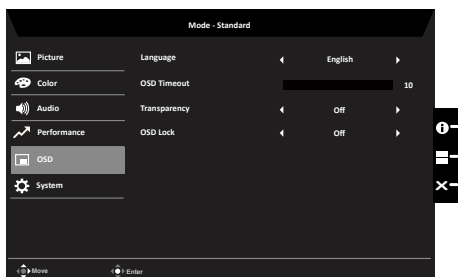 Mode - Standard
Picture
Language
English
Color
OSD Timeout
10
Audio
Transparency
Off
Performance
OSD Lock
Off
OSD
System
Move
Enter